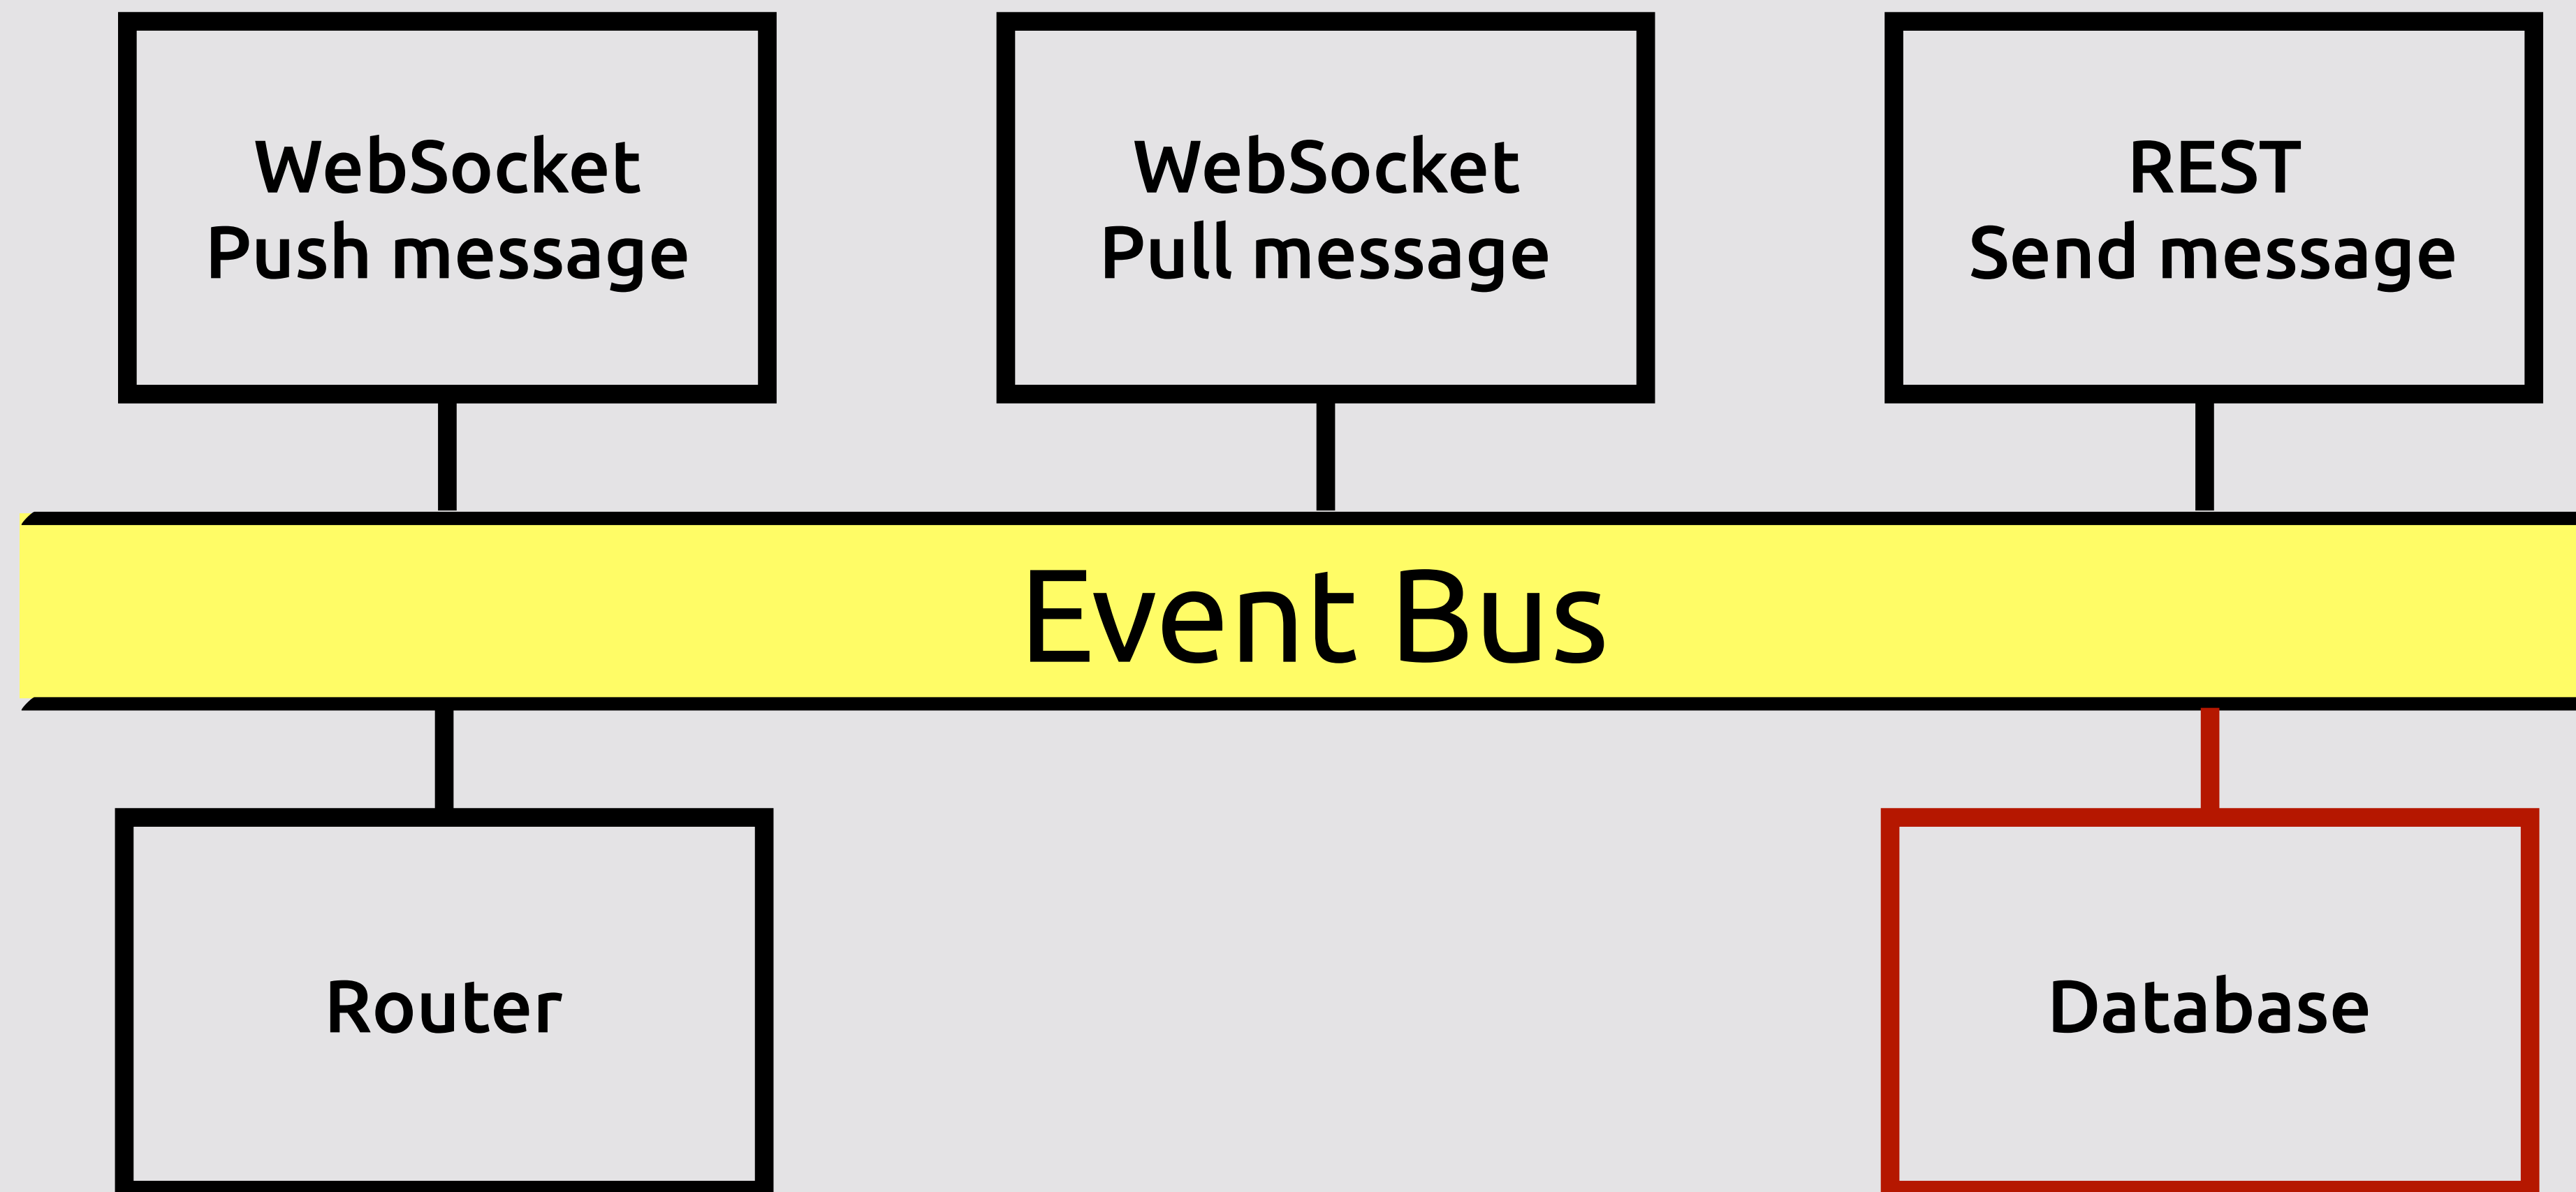 WebSocket
Push message
WebSocket
Pull message
REST
Send message
Event Bus
Router
Database